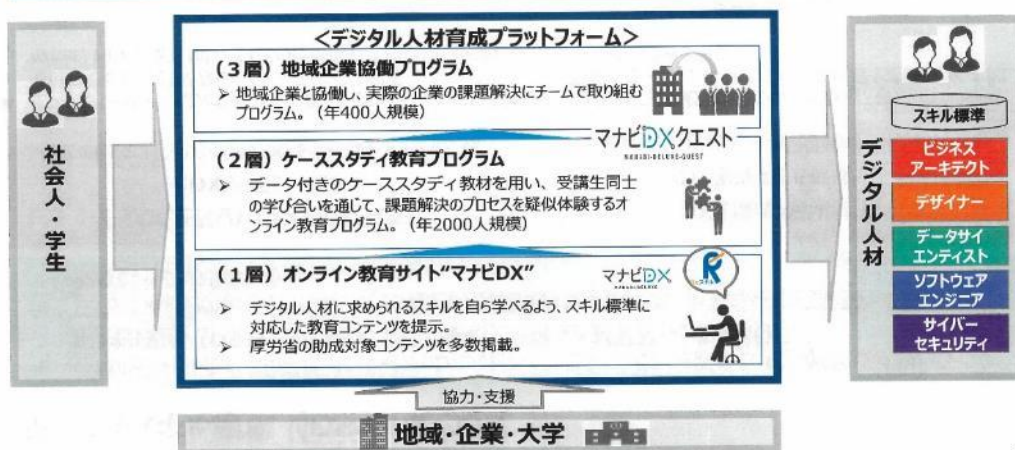 社会人・学生
<デジタル人材育成プラットフォーム>
(3層) 地域企業協働プログラム
➢ 地域企業と協働し、実際の企業の課題解決にチームで取り組む
プログラム。(年400人規模)
マナビDXクエスト
MANABI-DELUXE-QUEST
(2層) ケーススタディ教育プログラム
➢ データ付きのケーススタディ教材を用い、受講生同士
の学び合いを通じて、課題解決のプロセスを疑似体験するオ
ンライン教育プログラム。(年2000人規模)
(1層) オンライン教育サイト“マナビDX”
マナビDX
MANABI-DELUXE
➢ デジタル人材に求められるスキルを自ら学べるよう、スキル標準に
対応した教育コンテンツを提示。
➢ 厚労省の助成対象コンテンツを多数掲載。
協力・支援
地域・企業・大学
デジタル人材
スキル標準
ビジネス
アーキテクト
デザイナー
データサイ
エンティスト
ソフトウェア
エンジニア
サイバー
セキュリティ